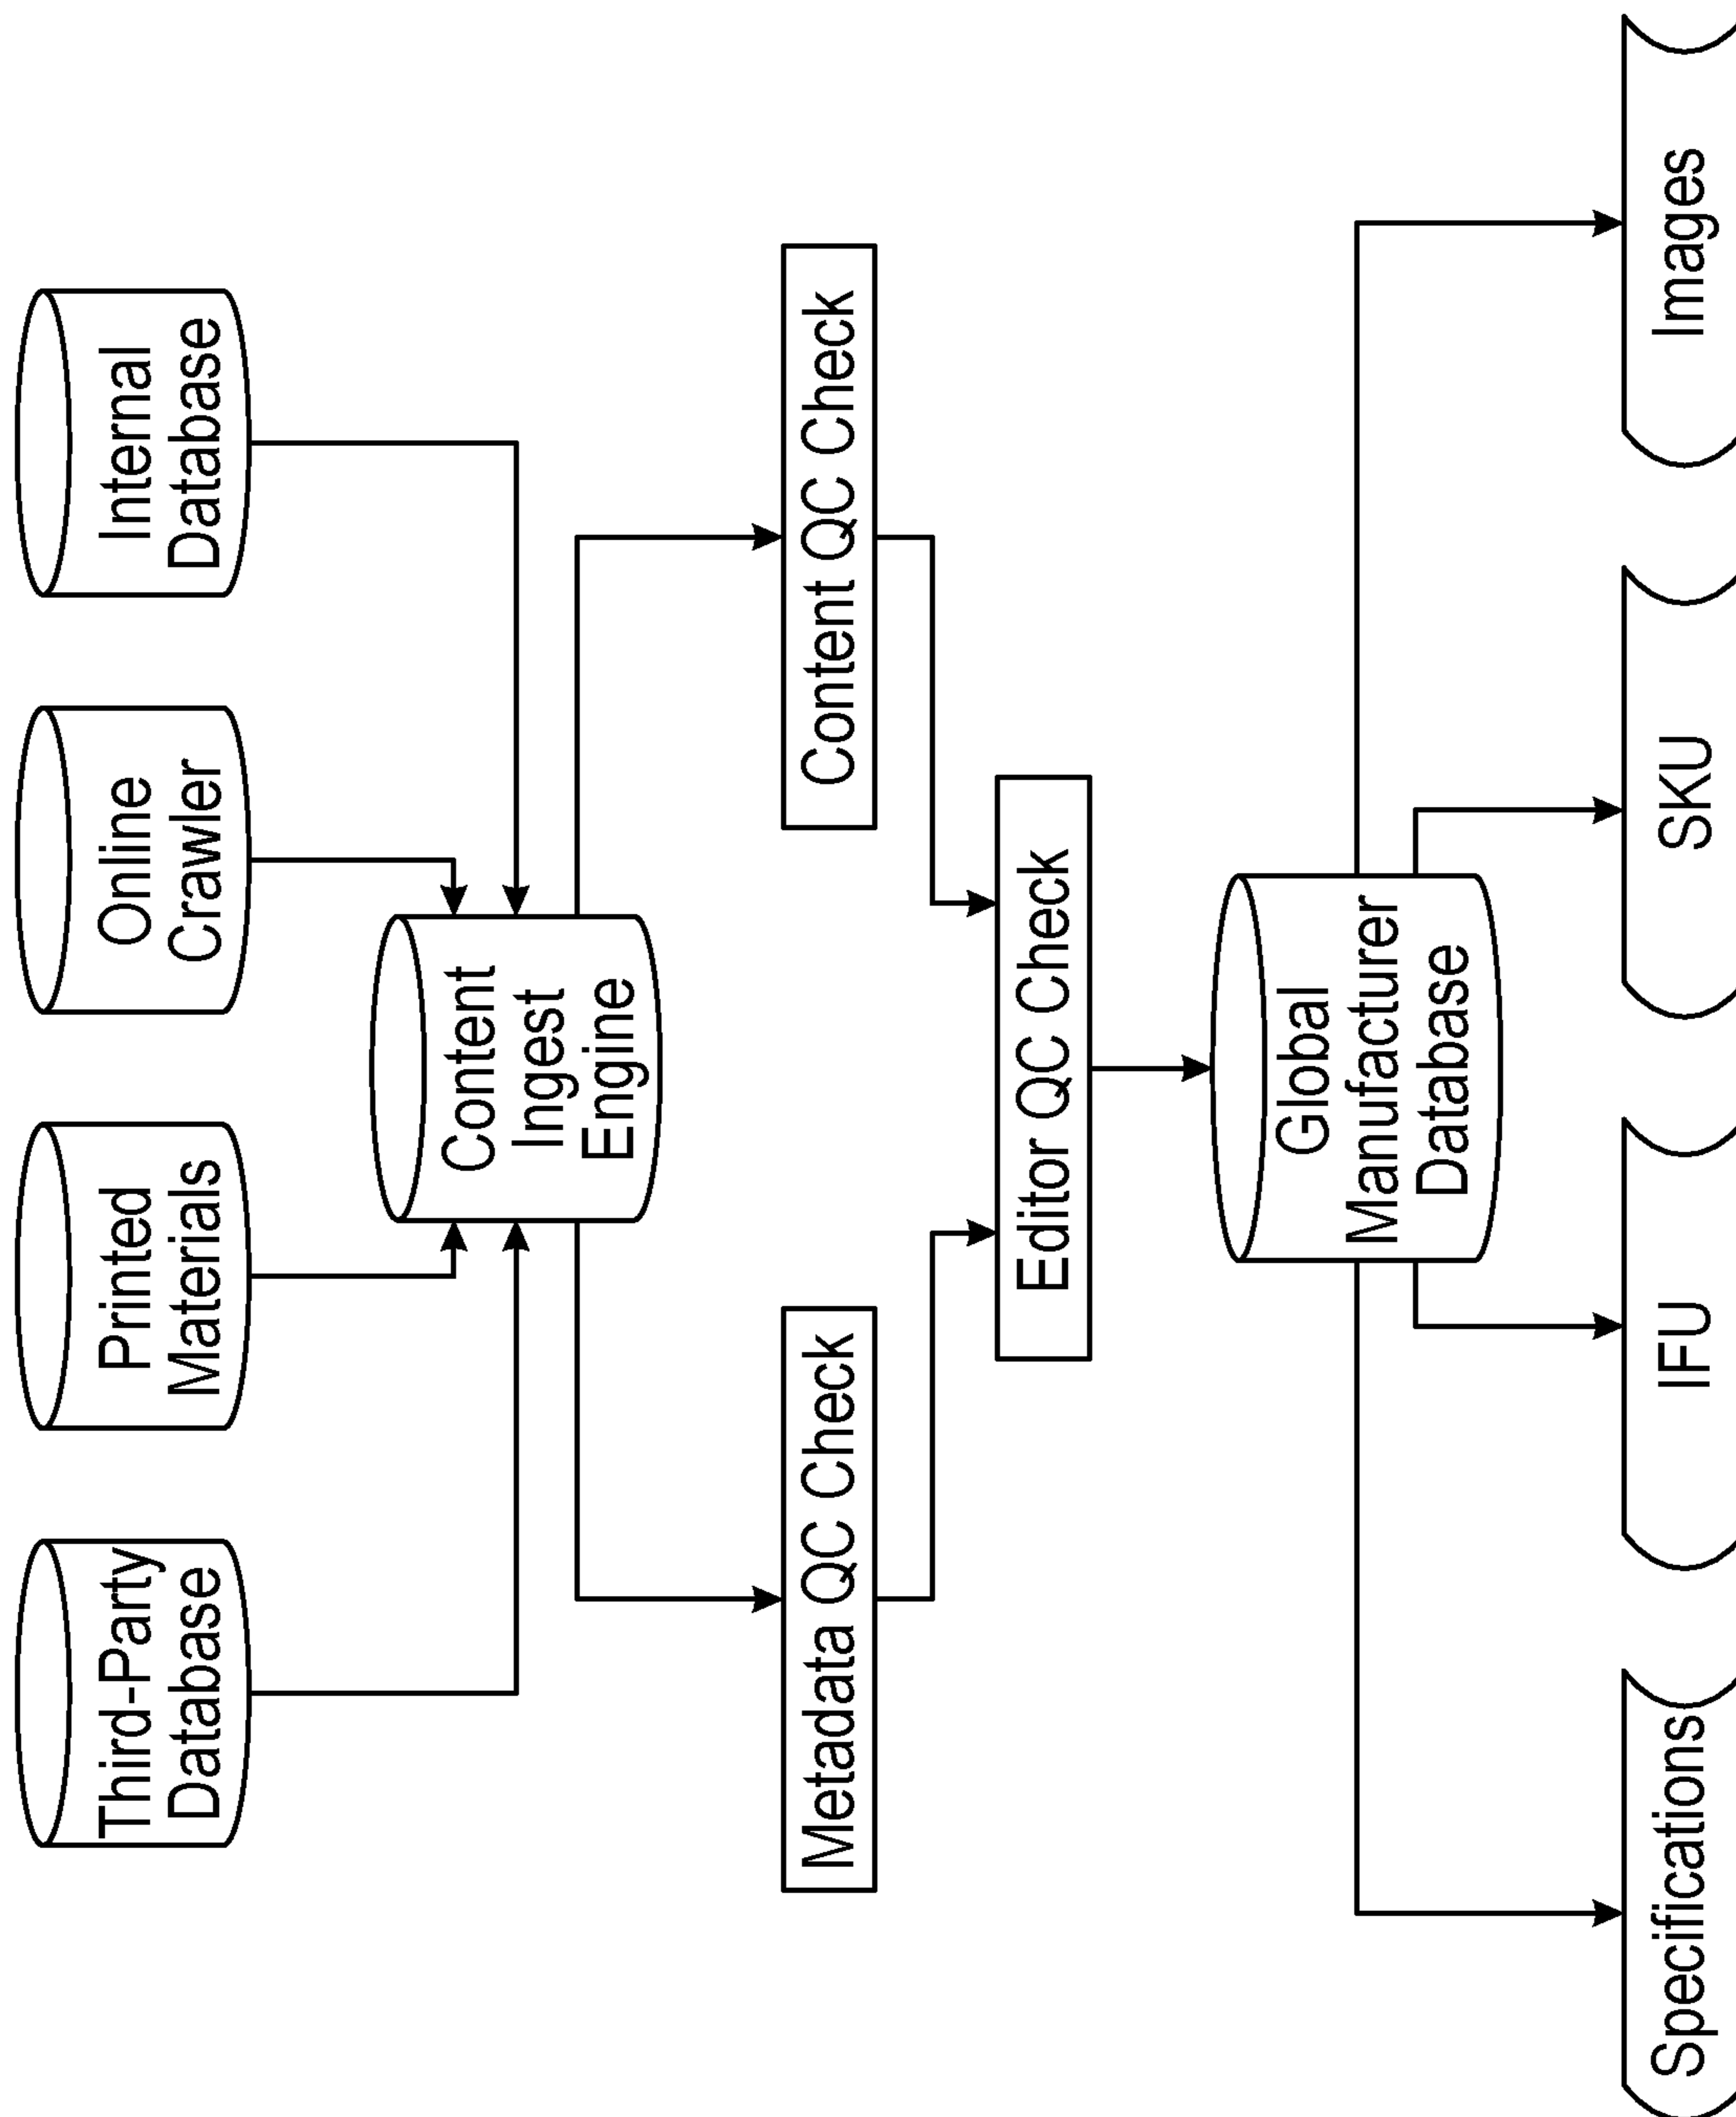 Third-Party
Database
Printed
Materials
Online
Crawler
Internal
Database
Content
Ingest
Engine
Metadata QC Check
Content QC Check
Editor QC Check
Global
Manufacturer
Database
Specifications
IFU
SKU
Images